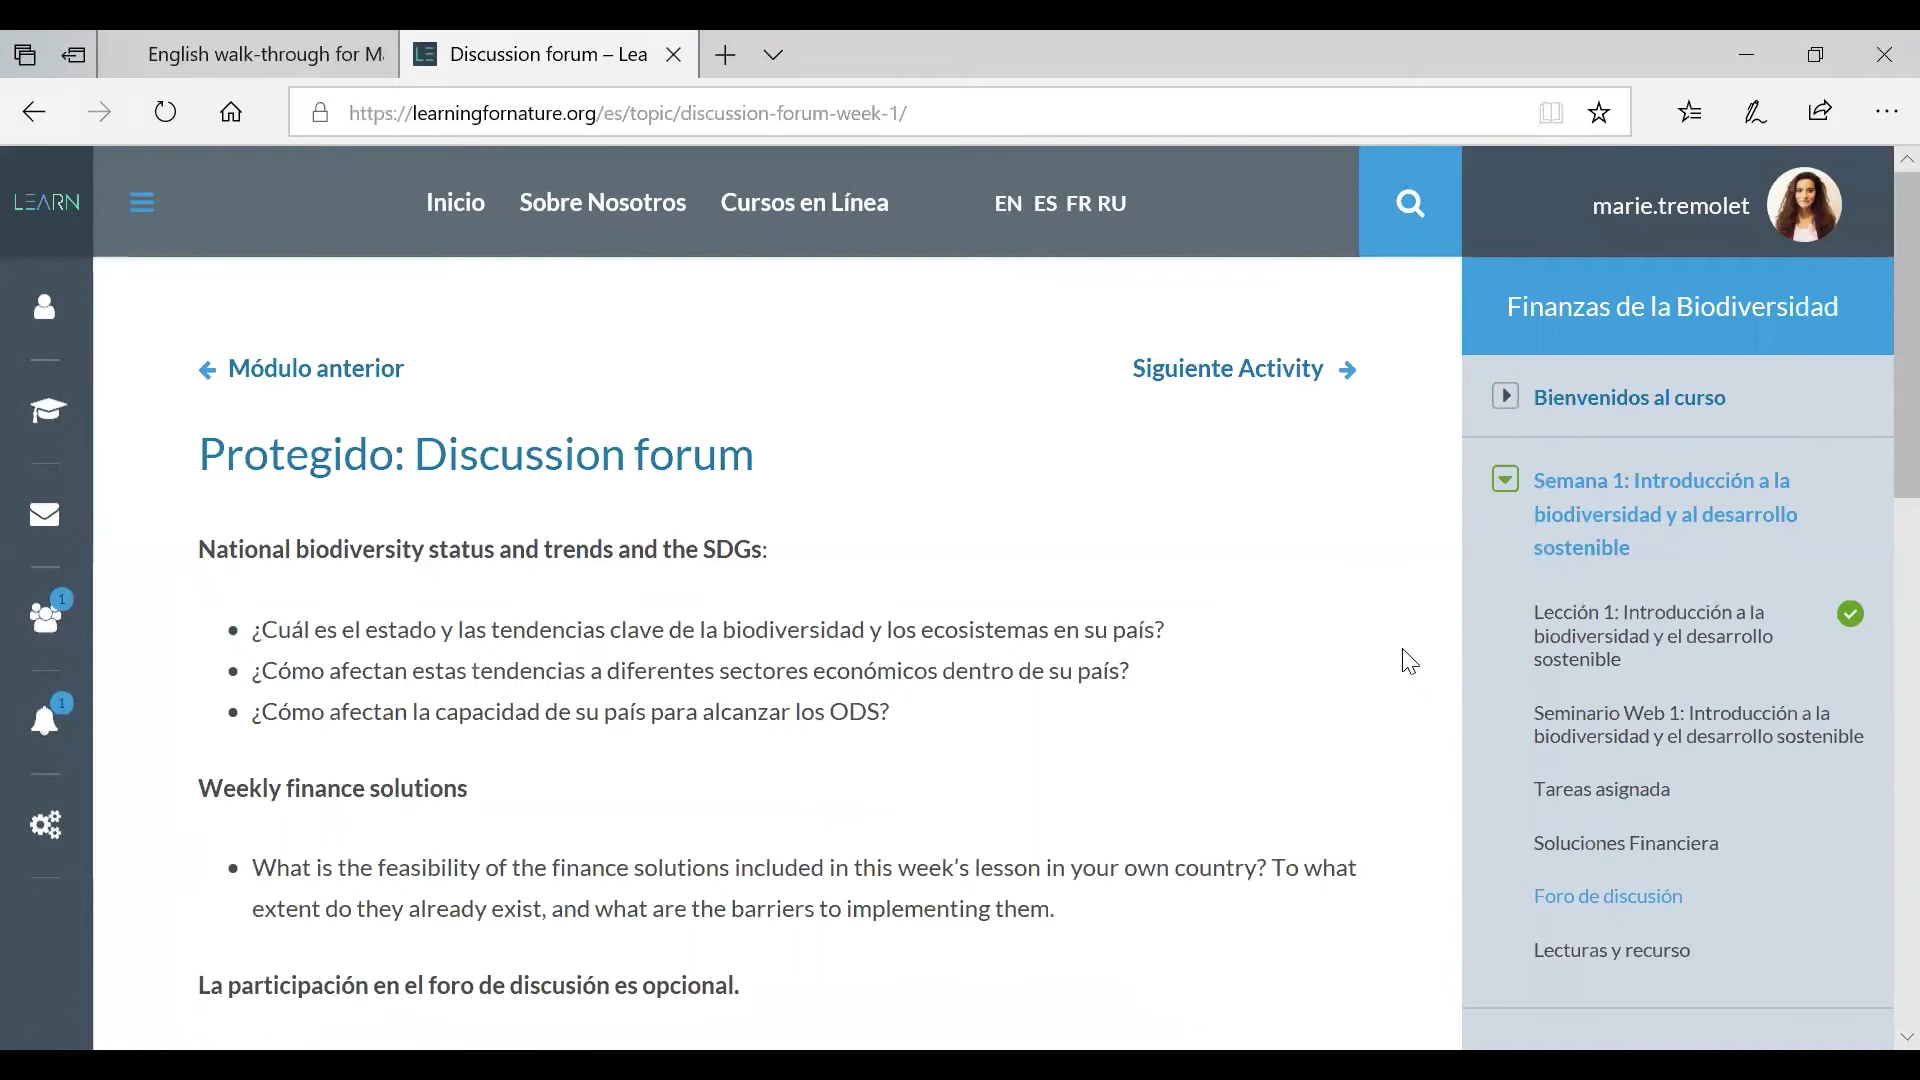 English walk-through for M
Discussion forum – Lea
https://learningfornature.org/es/topic/discussion-forum-week-1/
LEARN
Inicio
Sobre Nosotros
Cursos en Línea
EN ES FR RU
marie.tremolet
Finanzas de la Biodiversidad
Módulo anterior
Siguiente Activity
Protegido: Discussion forum
National biodiversity status and trends and the SDGs:
• ¿Cuál es el estado y las tendencias clave de la biodiversidad y los ecosistemas en su país?
• ¿Cómo afectan estas tendencias a diferentes sectores económicos dentro de su país?
• ¿Cómo afectan la capacidad de su país para alcanzar los ODS?
Weekly finance solutions
• What is the feasibility of the finance solutions included in this week’s lesson in your own country? To what
extent do they already exist, and what are the barriers to implementing them.
La participación en el foro de discusión es opcional.
Bienvenidos al curso
Semana 1: Introducción a la
biodiversidad y al desarrollo
sostenible
Lección 1: Introducción a la
biodiversidad y el desarrollo
sostenible
Seminario Web 1: Introducción a la
biodiversidad y el desarrollo sostenible
Tareas asignada
Soluciones Financiera
Foro de discusión
Lecturas y recurso
1
1